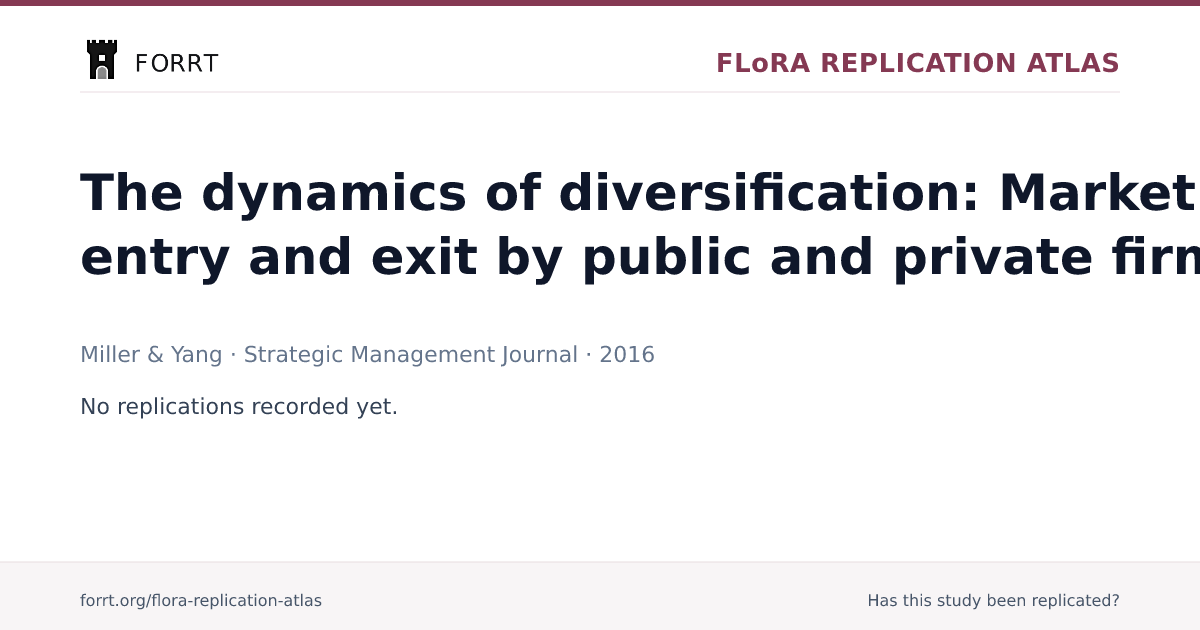 FORRT
FLoRA REPLICATION ATLAS
The dynamics of diversification: Market
entry and exit by public and private firm
Miller & Yang · Strategic Management Journal · 2016
No replications recorded yet.
forrt.org/flora-replication-atlas
Has this study been replicated?